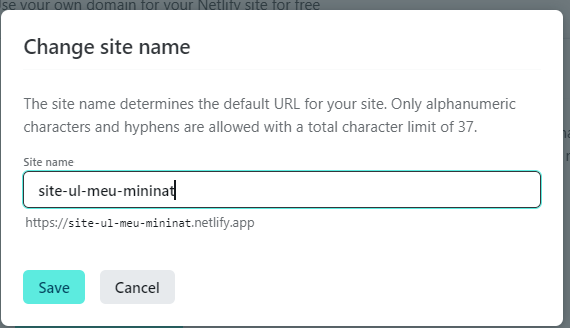 se your own domain for your Netlify site for free
Change site name
The site name determines the default URL for your site. Only alphanumeric
characters and hyphens are allowed with a total character limit of 37.
Site name
site-ul-meu-mininat
https://site-ul-meu-mininat.netlify.app
Save
Cancel